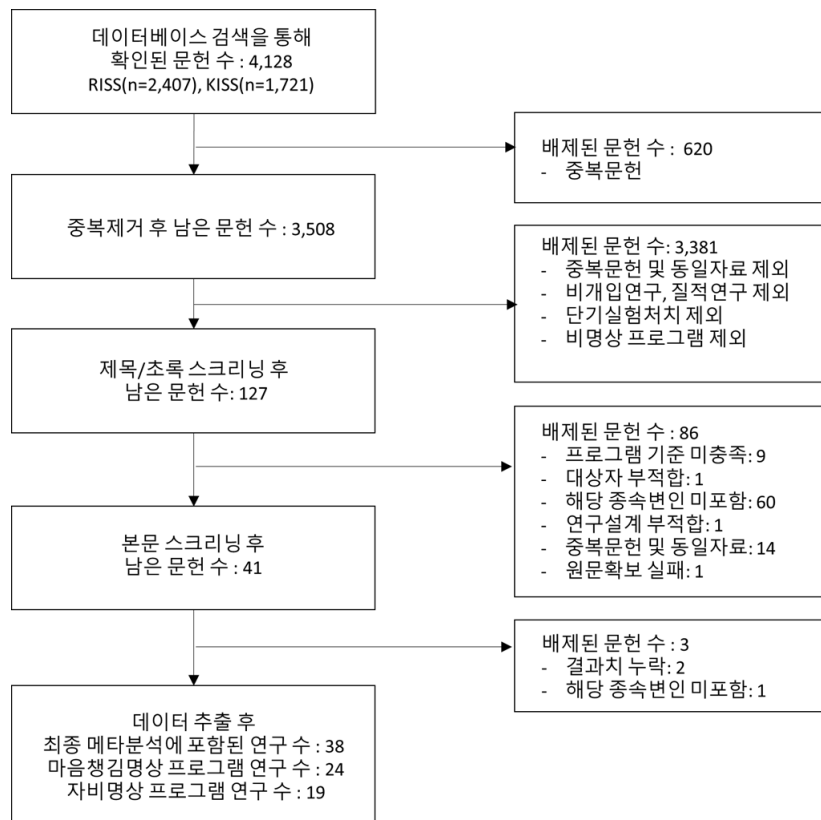 데이터베이스 검색을 통해
확인된 문헌 수 : 4,128
RISS(n=2,407), KISS(n=1,721)
배제된 문헌 수 : 620
- 중복문헌
중복제거 후 남은 문헌 수 : 3,508
배제된 문헌 수: 3,381
- 중복문헌 및 동일자료 제외
- 비개입연구, 질적연구 제외
- 단기실험처치 제외
- 비명상 프로그램 제외
제목/초록 스크리닝 후
남은 문헌 수: 127
배제된 문헌 수 : 86
- 프로그램 기준 미충족: 9
- 대상자 부적합: 1
- 해당 종속변인 미포함: 60
- 연구설계 부적합: 1
- 중복문헌 및 동일자료: 14
- 원문확보 실패: 1
본문 스크리닝 후
남은 문헌 수 : 41
배제된 문헌 수 : 3
- 결과치 누락: 2
- 해당 종속변인 미포함: 1
데이터 추출 후
최종 메타분석에 포함된 연구 수 : 38
마음챙김명상 프로그램 연구 수 : 24
자비명상 프로그램 연구 수 : 19